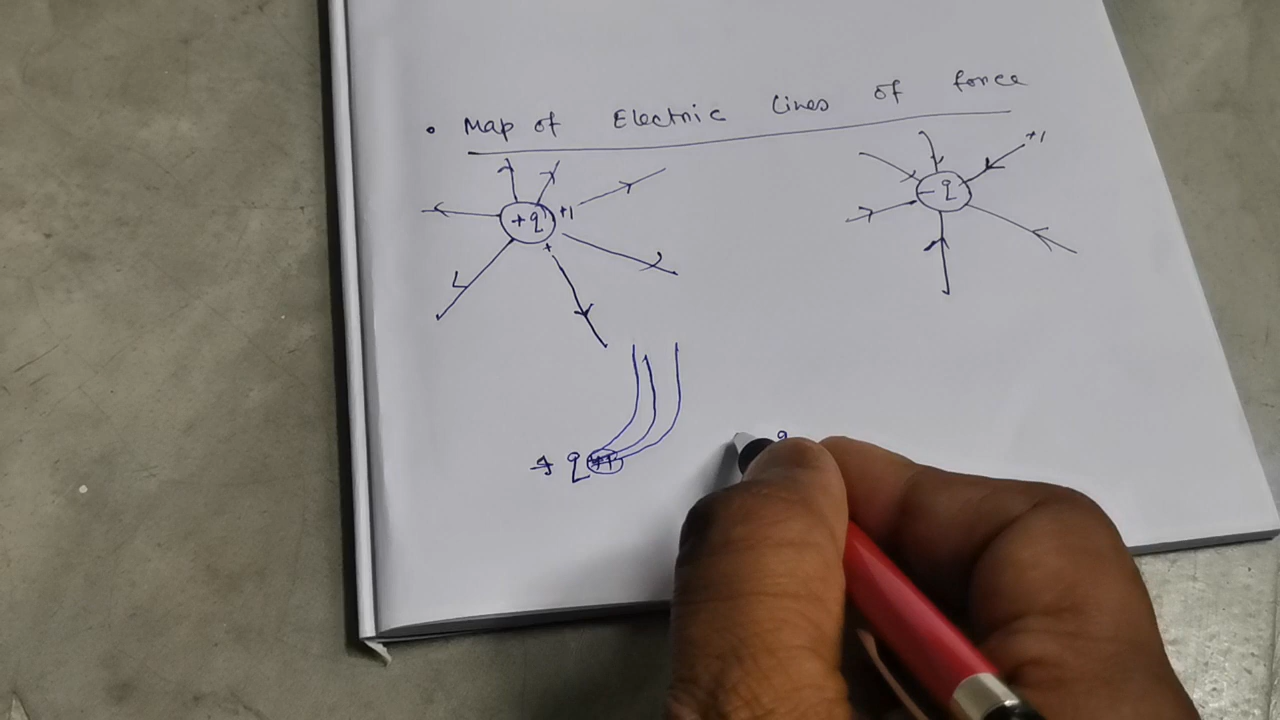 • Map of Electric Lines of force
+q +1 +
-q +1
q ++
q